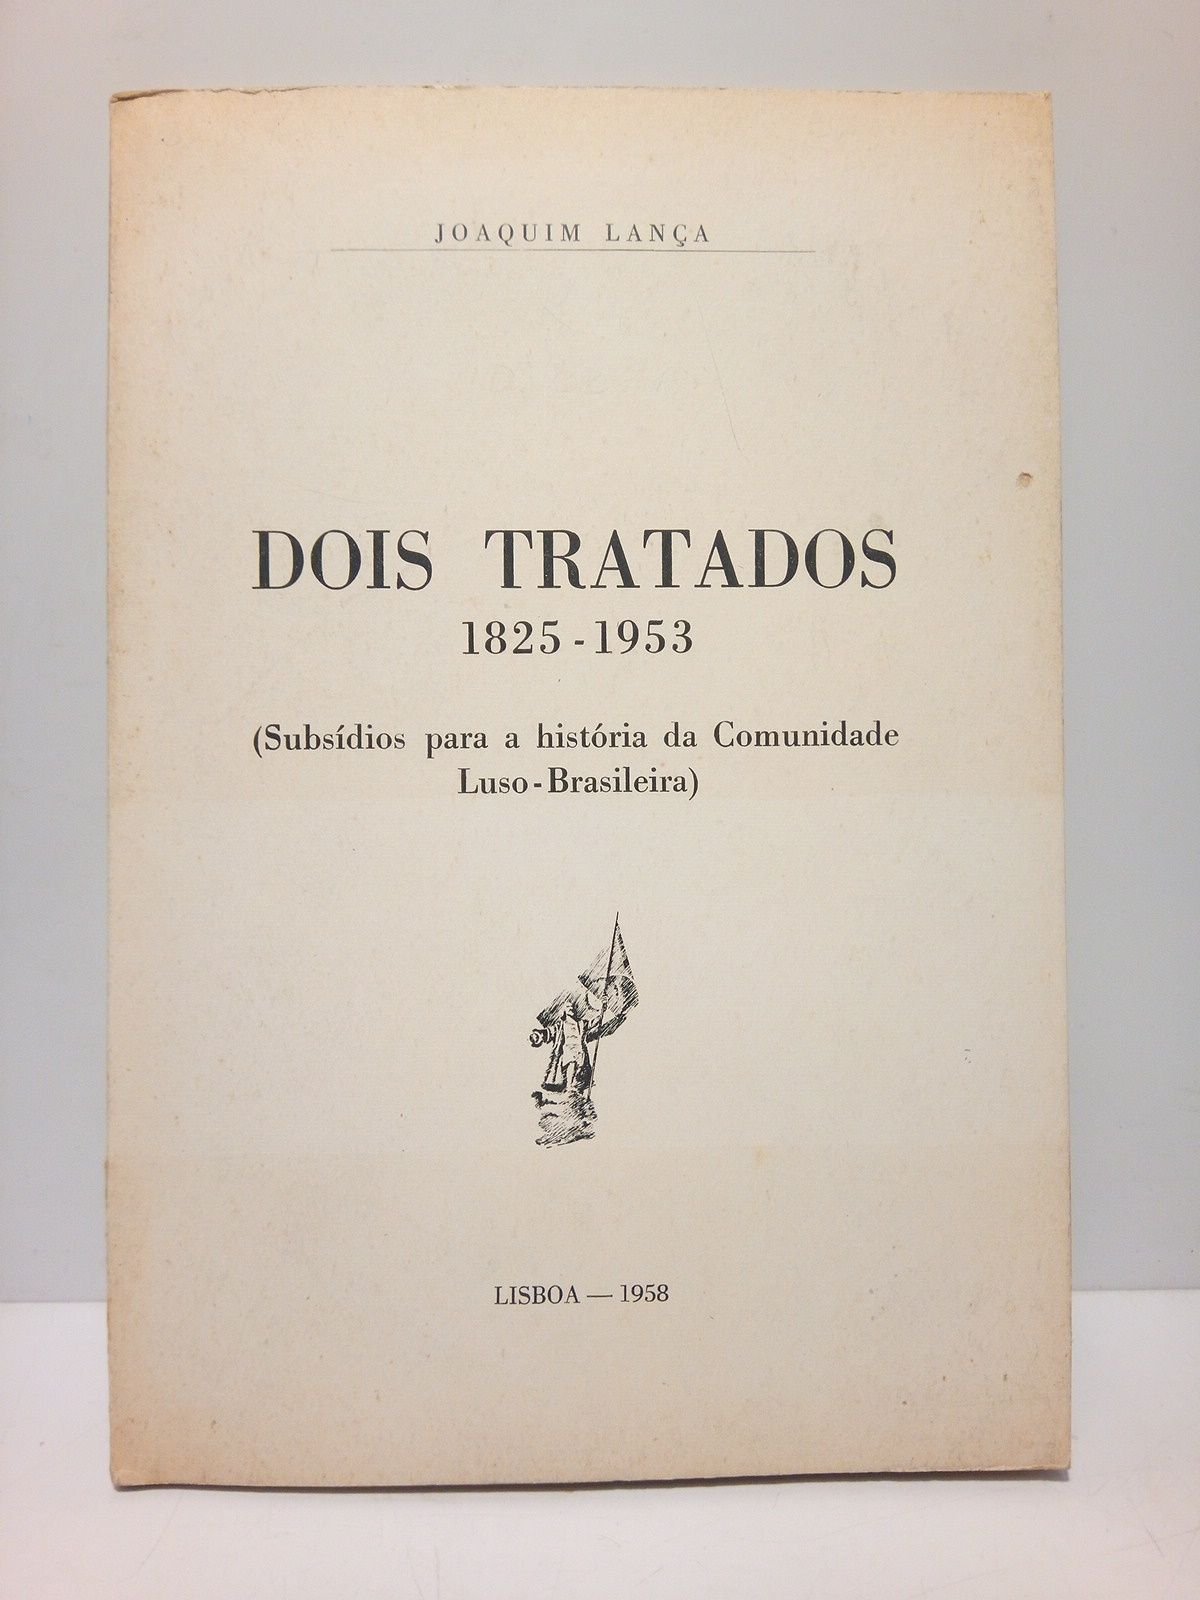 JOAQUIM LANÇA
DOIS TRATADOS
1825-1953
(Subsídios para a história da Comunidade
Luso-Brasileira)
LISBOA — 1958